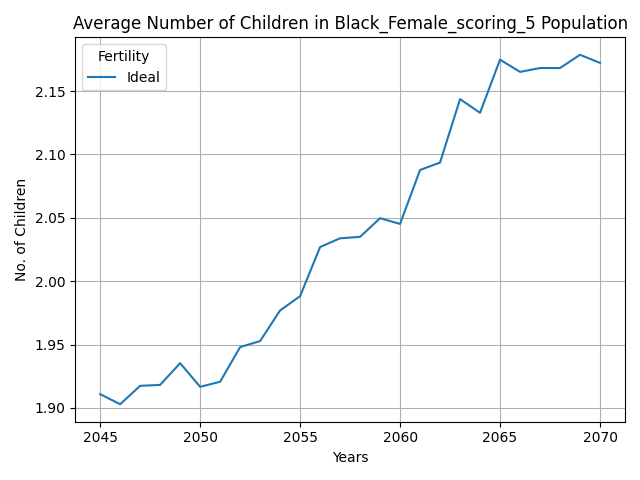 Average Number of Children in Black_Female_scoring_5 Population
Fertility
Ideal
2.15
2.10
2.05
2.00
1.95
1.90
No. of Children
2045 2050 2055 2060 2065 2070
Years